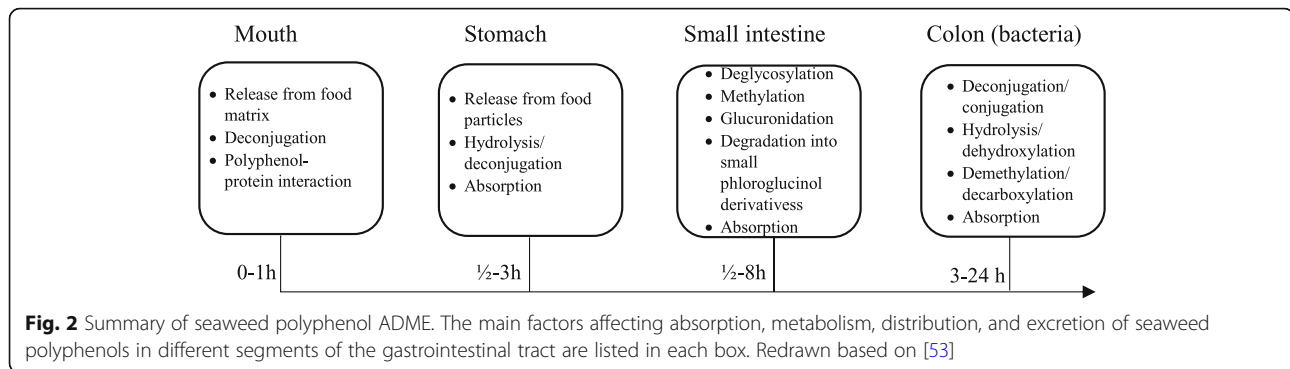 Mouth
Stomach
Small intestine
Colon (bacteria)
• Release from food
matrix
• Deconjugation
• Polyphenol-
protein interaction
• Release from food
particles
• Hydrolysis/
deconjugation
• Absorption
• Deglycosylation
• Methylation
• Glucuronidation
• Degradation into
small
phloroglucinol
derivativess
• Absorption
• Deconjugation/
conjugation
• Hydrolysis/
dehydroxylation
• Demethylation/
decarboxylation
• Absorption
0-1h
½-3h
½-8h
3-24 h
Fig. 2 Summary of seaweed polyphenol ADME. The main factors affecting absorption, metabolism, distribution, and excretion of seaweed
polyphenols in different segments of the gastrointestinal tract are listed in each box. Redrawn based on [53]